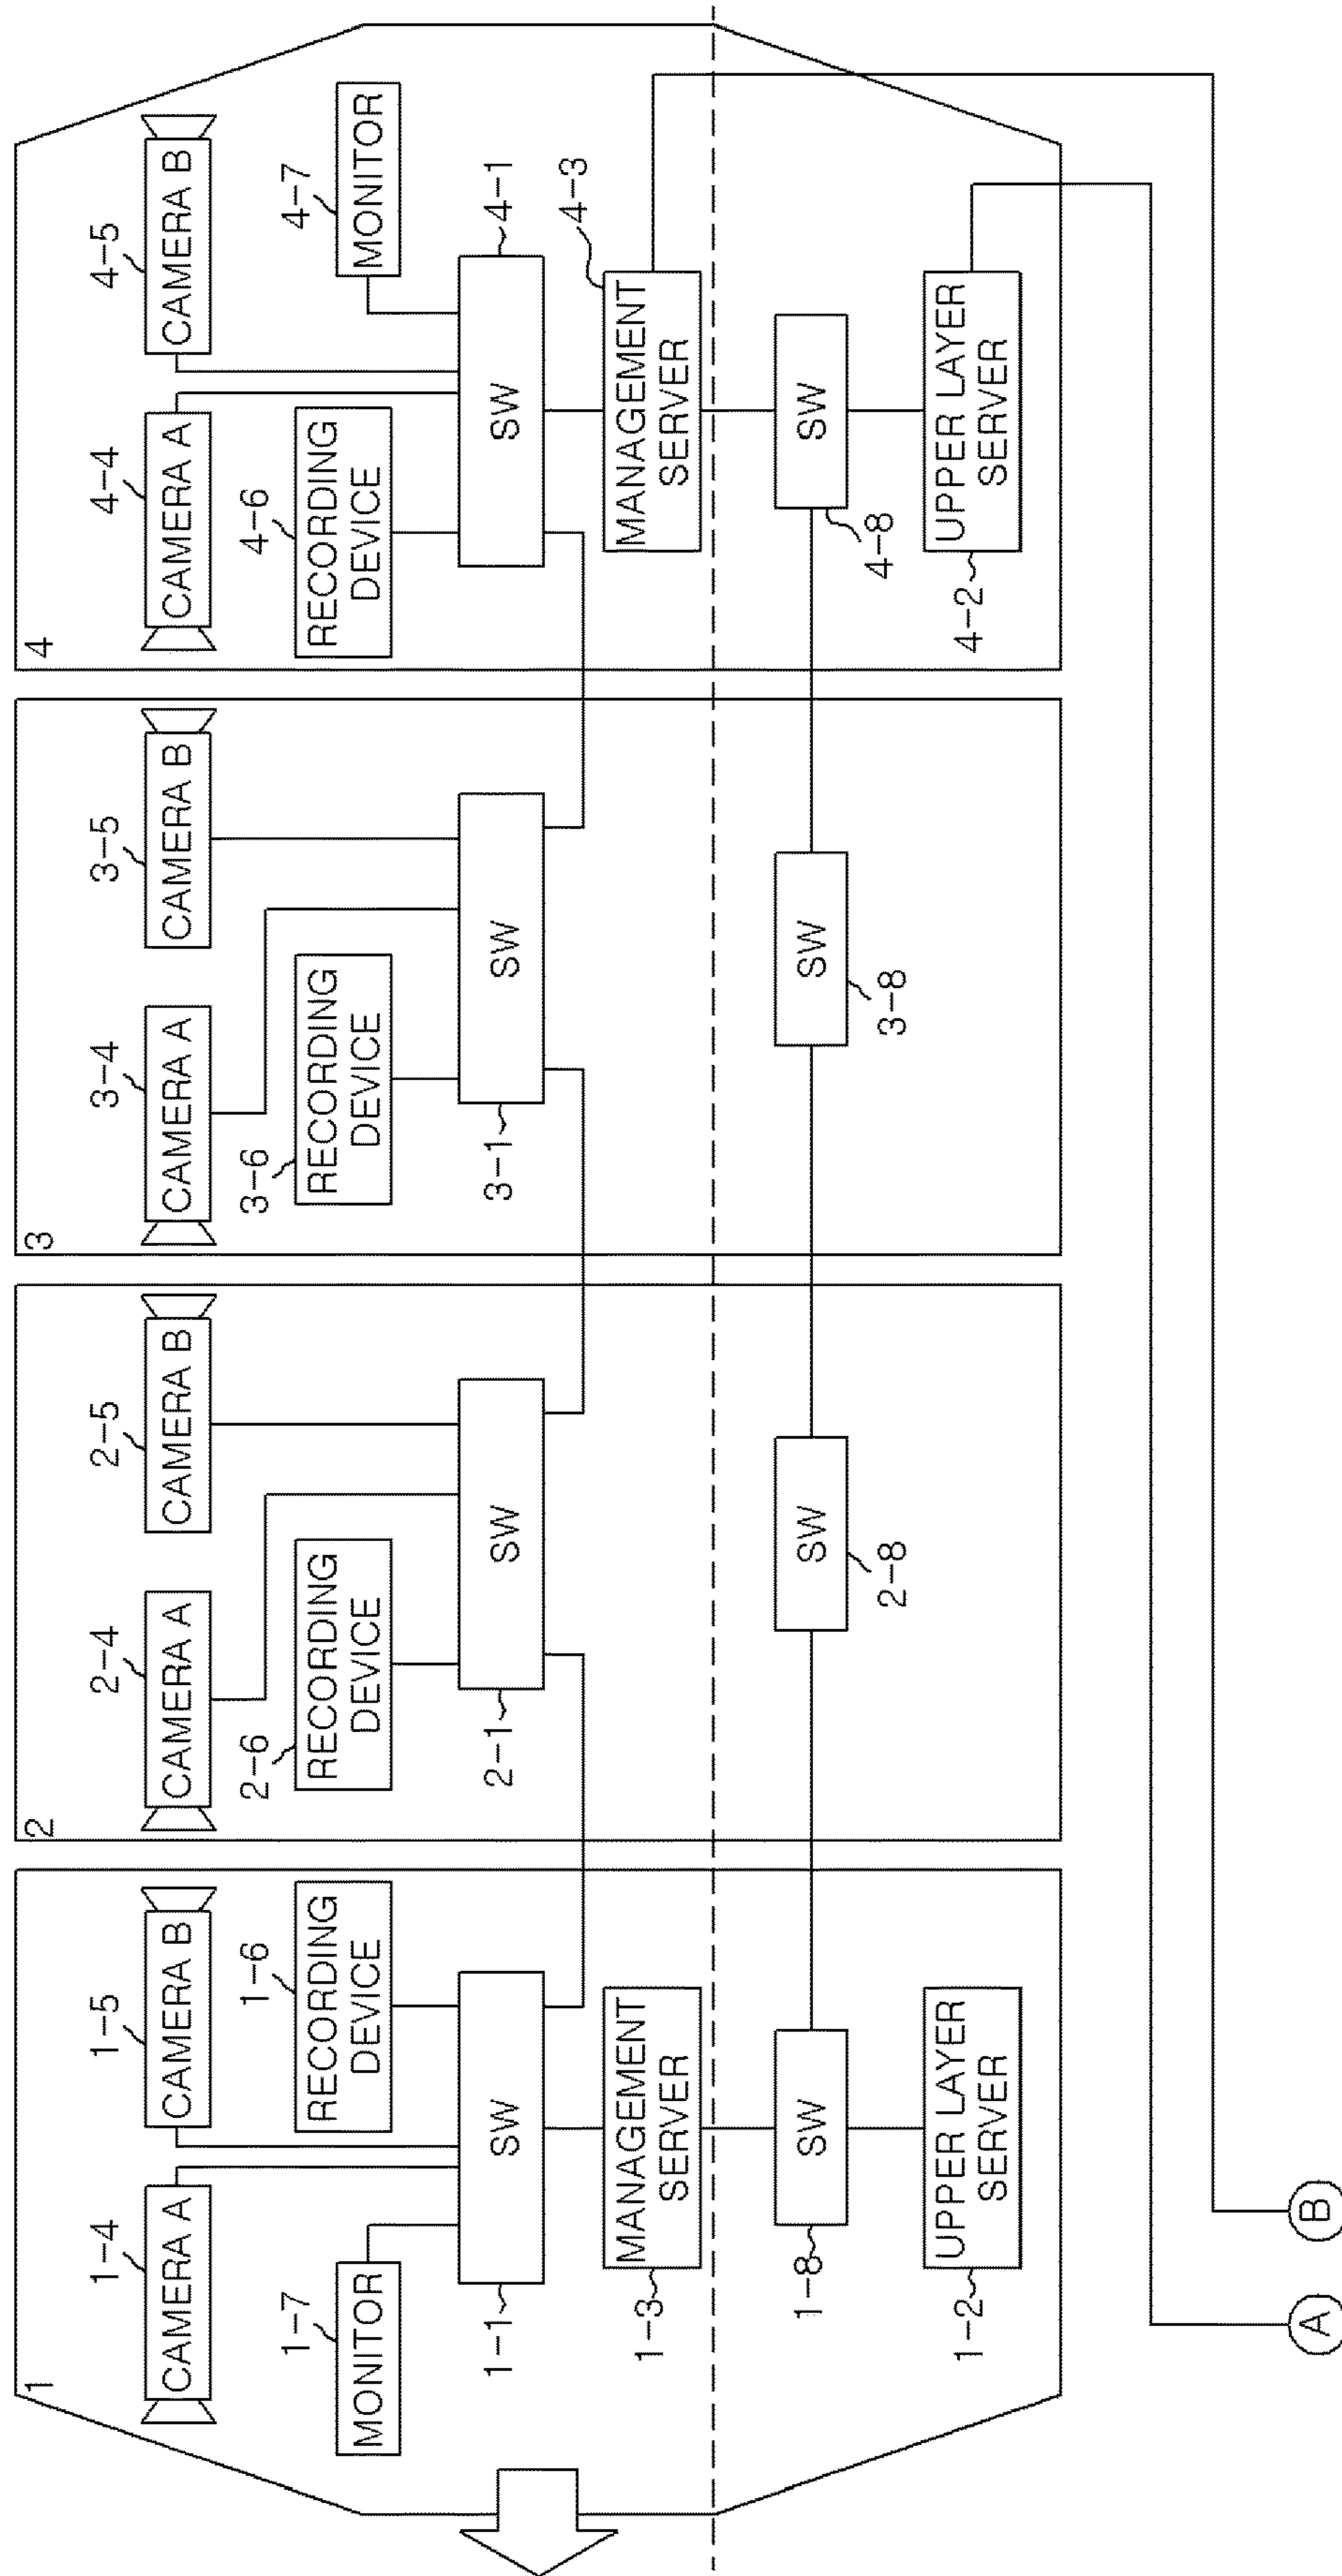 1
1-4
CAMERA A
1-5
CAMERA B
1-7
MONITOR
1-6
RECORDING
DEVICE
SW
1-1
MANAGEMENT
SERVER
1-3
SW
1-8
UPPER LAYER
SERVER
1-2
2
2-4
CAMERA A
2-5
CAMERA B
2-6
RECORDING
DEVICE
SW
2-1
SW
2-8
3
3-4
CAMERA A
3-5
CAMERA B
3-6
RECORDING
DEVICE
SW
3-1
SW
3-8
4
4-4
CAMERA A
4-5
CAMERA B
4-6
RECORDING
DEVICE
4-7
MONITOR
SW
4-1
4-3
MANAGEMENT
SERVER
SW
4-8
UPPER LAYER
SERVER
4-2
A
B